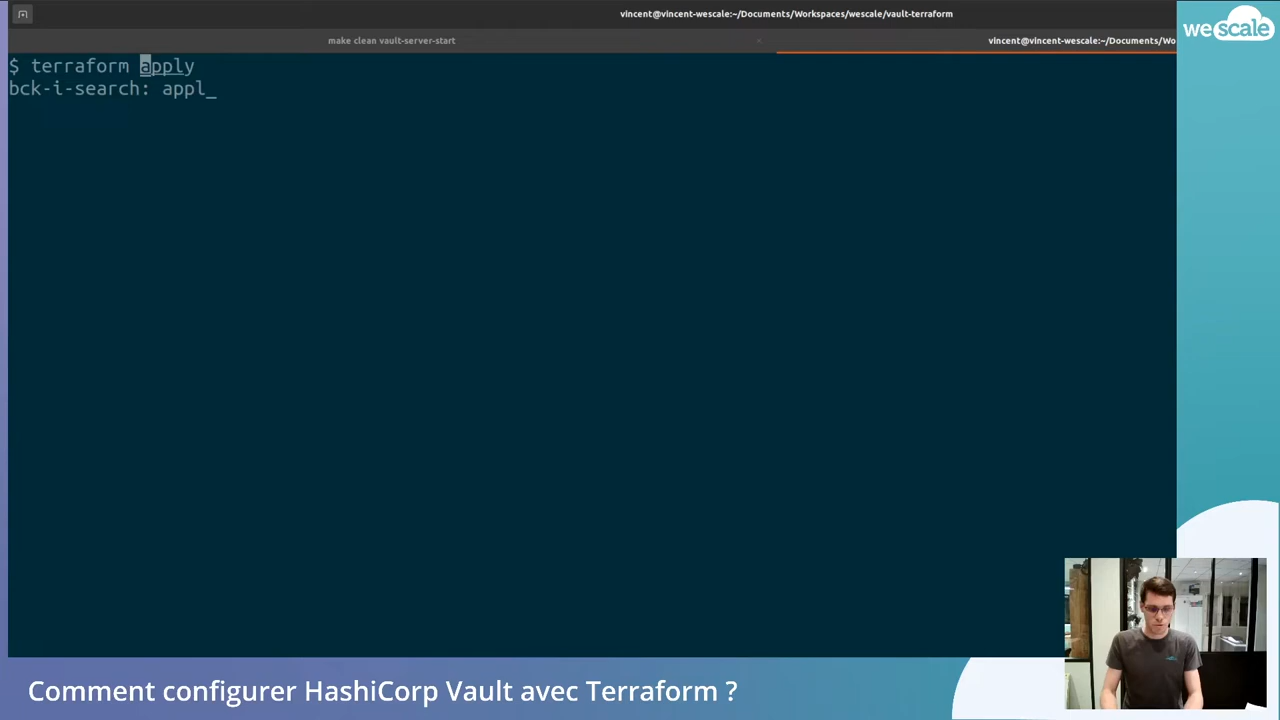 vincent@vincent-wescale:~/Documents/Workspaces/wescale/vault-terraform
wescale
make clean vault-server-start
vincent@vincent-wescale:~/Documents/Wo
$ terraform apply
bck-i-search: appl_
Comment configurer HashiCorp Vault avec Terraform ?